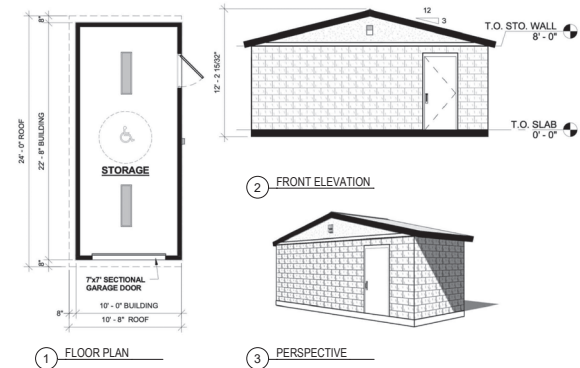 8"
24' - 0" ROOF
22' - 8" BUILDING
STORAGE
8"
7'x7' SECTIONAL
GARAGE DOOR
10' - 0" BUILDING
8"
10' - 8" ROOF
1 FLOOR PLAN
12
3
T.O. STO. WALL
8' - 0"
12' - 2 15/32"
T.O. SLAB
0' - 0"
2 FRONT ELEVATION
3 PERSPECTIVE